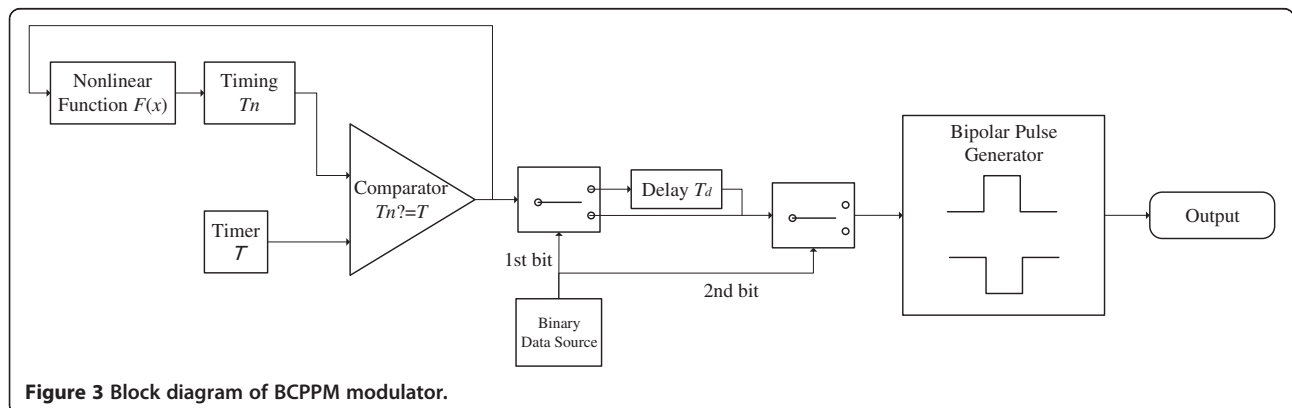 Nonlinear
Function F(x)
Timing
Tn
Comparator
Tn?=T
Timer
T
1st bit
Delay Td
2nd bit
Binary
Data Source
Bipolar Pulse
Generator
Output
Figure 3 Block diagram of BCPPM modulator.